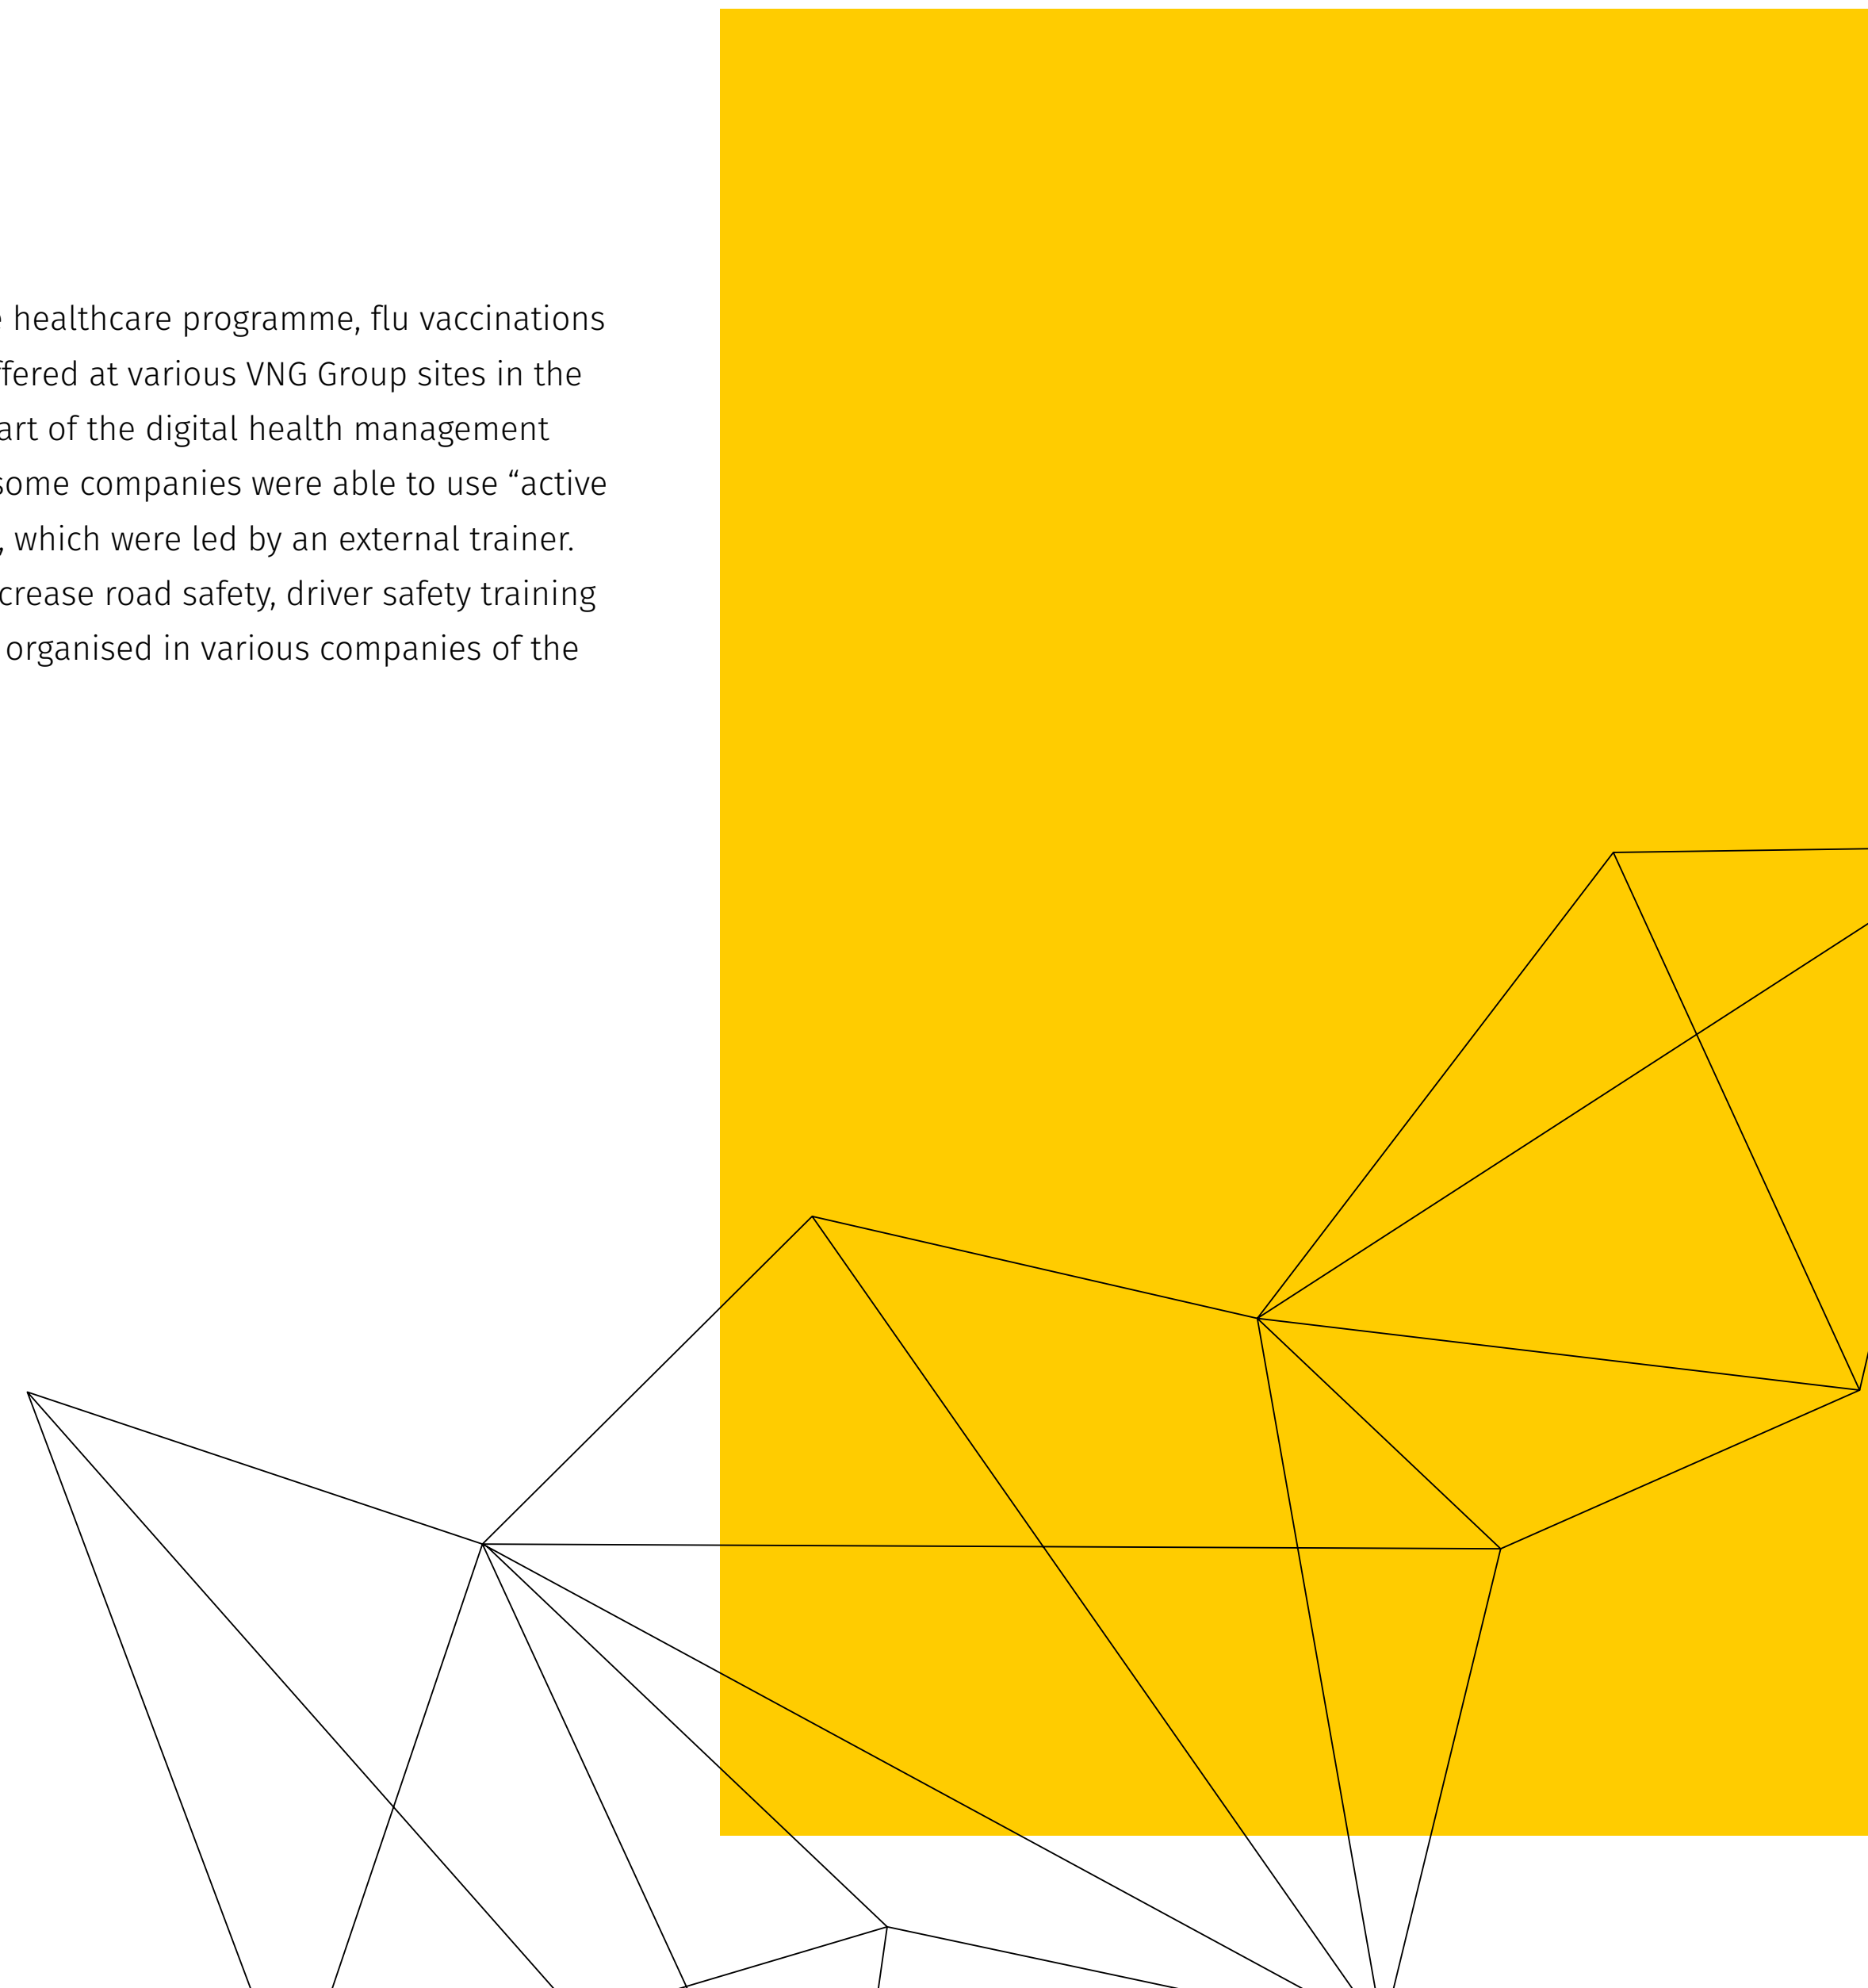 healthcare programme, flu vaccinations
ffered at various VNG Group sites in the
art of the digital health management
some companies were able to use “active
, which were led by an external trainer.
crease road safety, driver safety training
organised in various companies of the